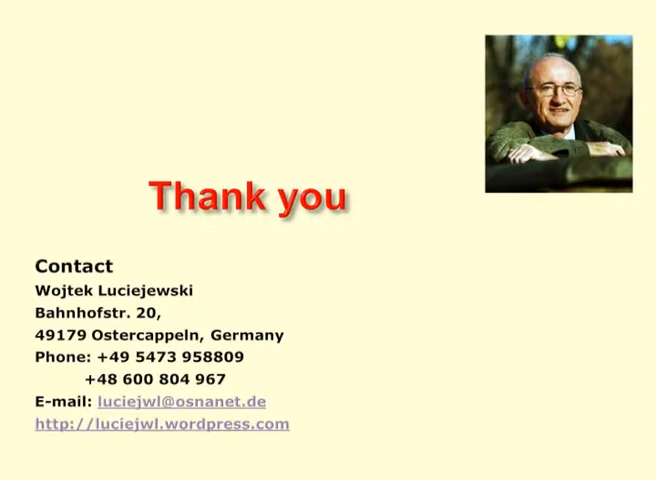 Thank you
Contact
Wojtek Luciejewski
Bahnhofstr. 20,
49179 Ostercappeln, Germany
Phone: +49 5473 958809
+48 600 804 967
E-mail: luciejwl@osnanet.de
http://luciejwl.wordpress.com